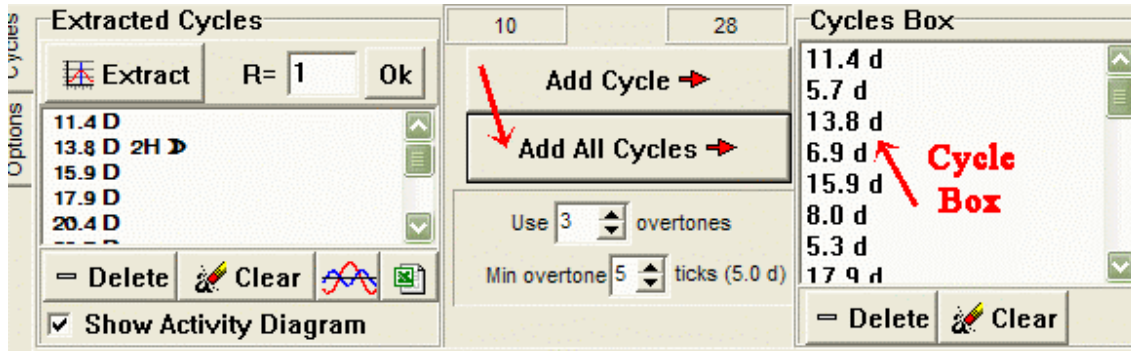 Cycles
Options
Extracted Cycles
Extract R= 1 Ok
11.4 D
13.8 D 2H
15.9 D
17.9 D
20.4 D
Delete Clear
Show Activity Diagram
10 28
Add Cycle
Add All Cycles
Use 3 overtones
Min overtone 5 ticks (5.0 d)
Cycles Box
11.4 d
5.7 d
13.8 d
6.9 d
15.9 d
8.0 d
5.3 d
17.9 d
Cycle
Box
Delete Clear